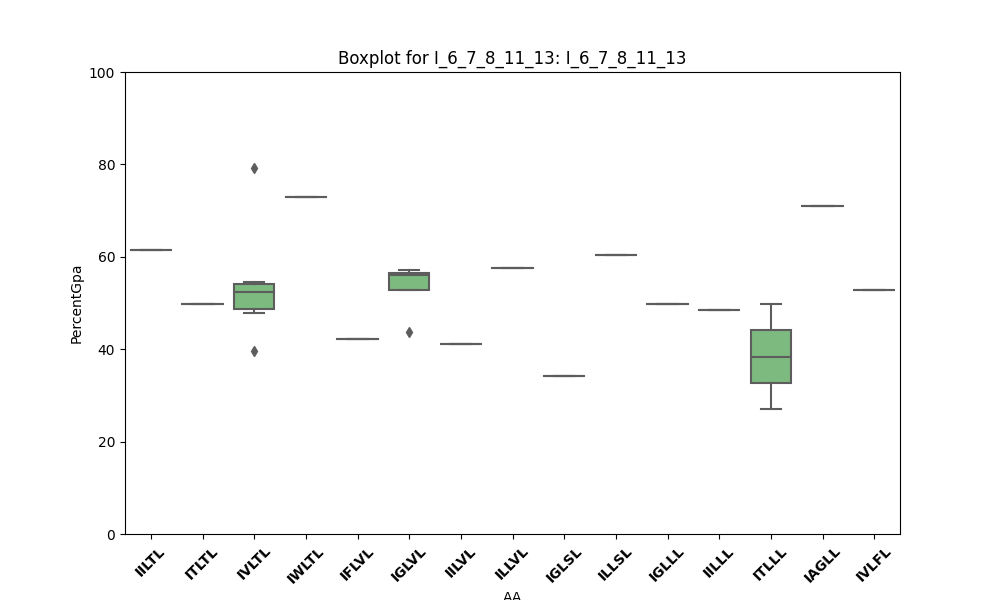 Boxplot for I_6_7_8_11_13: I_6_7_8_11_13
100
80
60
40
20
0
PercentGpa
IILTL
ITLTL
IVLTL
IWLTL
IFLVL
IGLVL
IILVL
ILLVL
IGLSL
ILLSL
IGLLL
IILLL
ITLLL
IAGLL
IVLFL
AA